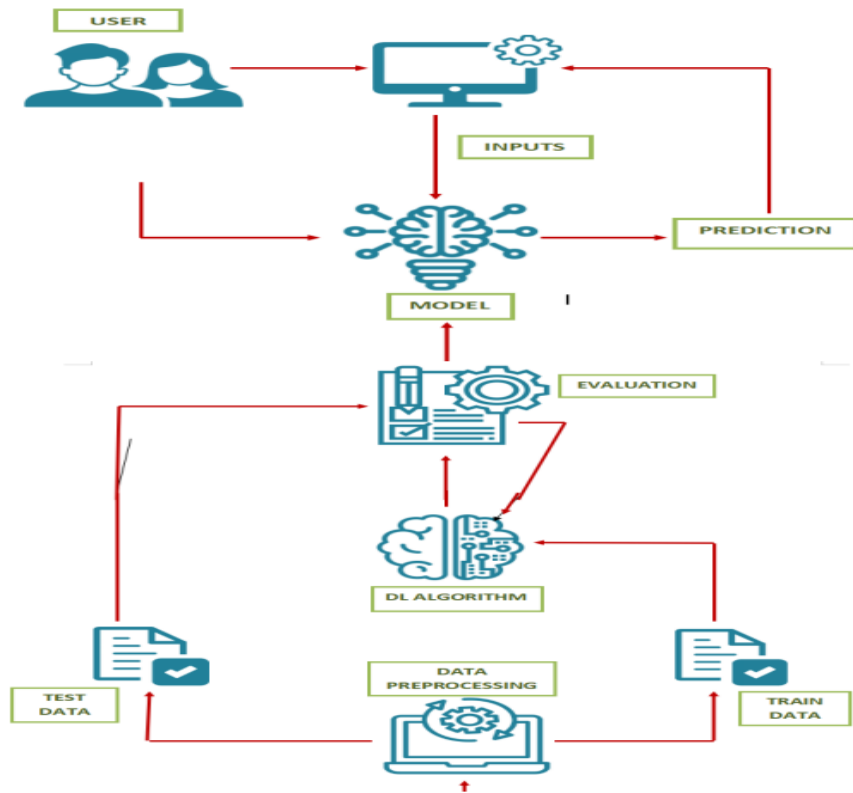 USER
INPUTS
PREDICTION
MODEL
EVALUATION
DL ALGORITHM
DATA
PREPROCESSING
TEST
DATA
TRAIN
DATA